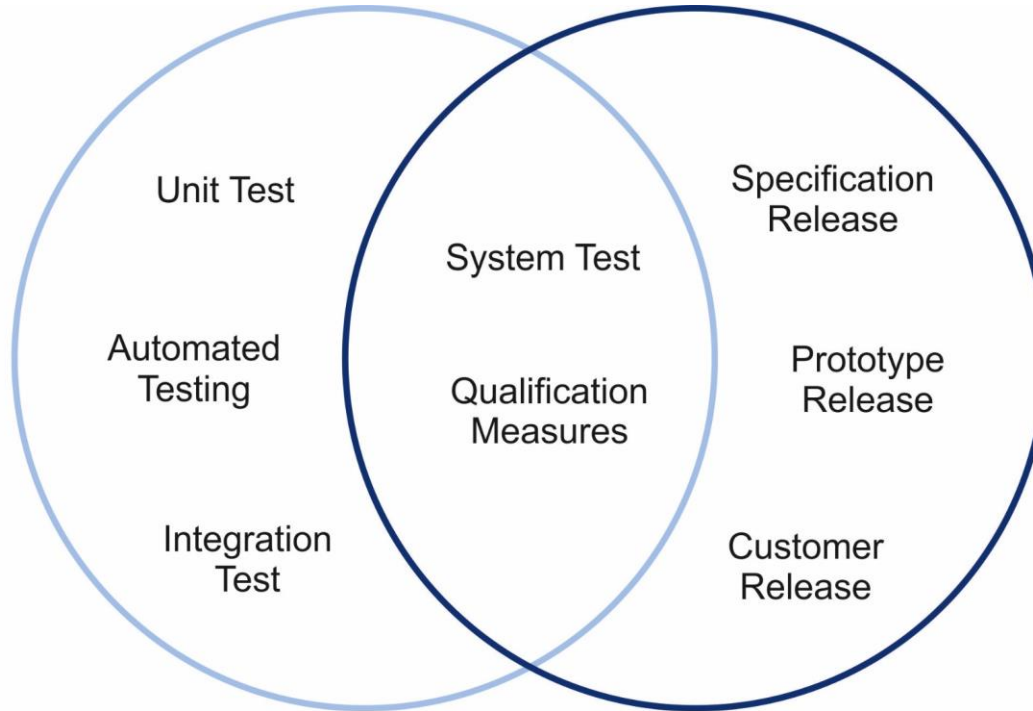 Unit Test
Automated
Testing
Integration
Test
System Test
Qualification
Measures
Specification
Release
Prototype
Release
Customer
Release